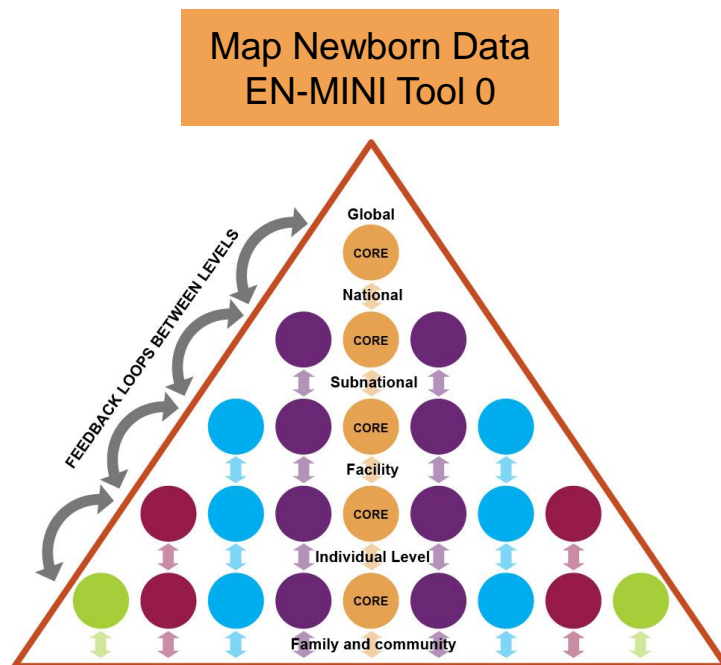 Map Newborn Data
EN-MINI Tool 0
FEEDBACK LOOPS BETWEEN LEVELS
Global
CORE
National
CORE
Subnational
CORE
Facility
CORE
Individual Level
CORE
Family and community